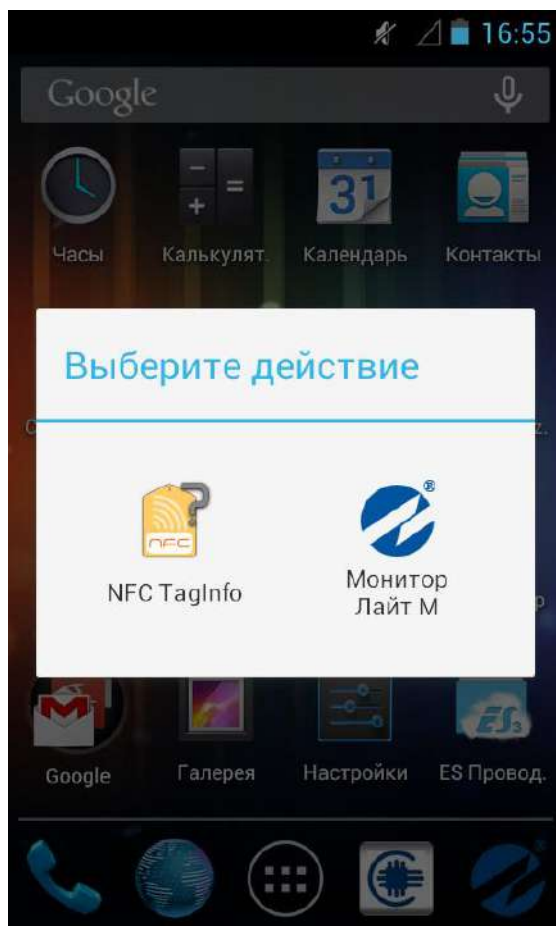 16:55
Google
31
Часы
Калькулят.
Календарь
Контакты
Выберите действие
z.
nFC
NFC TagInfo
®
Монитор
Лайт М
р
Google
Галерея
Настройки
ES Провод.